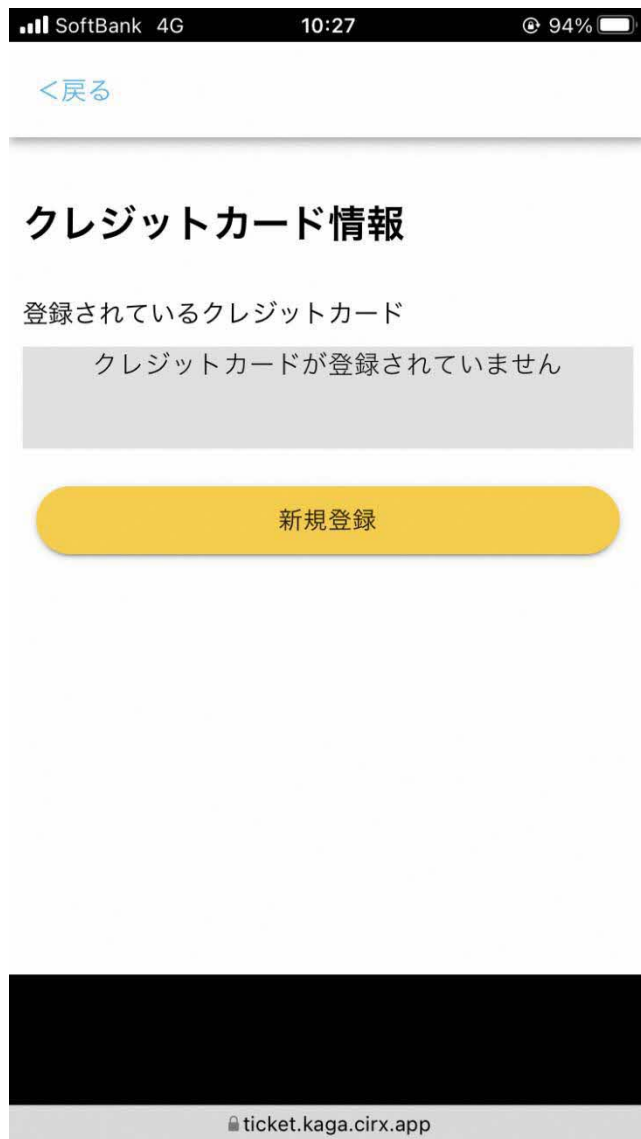 SoftBank 4G 10:27 94%
<戻る
クレジットカード情報
登録されているクレジットカード
クレジットカードが登録されていません
新規登録
ticket.kaga.cirx.app